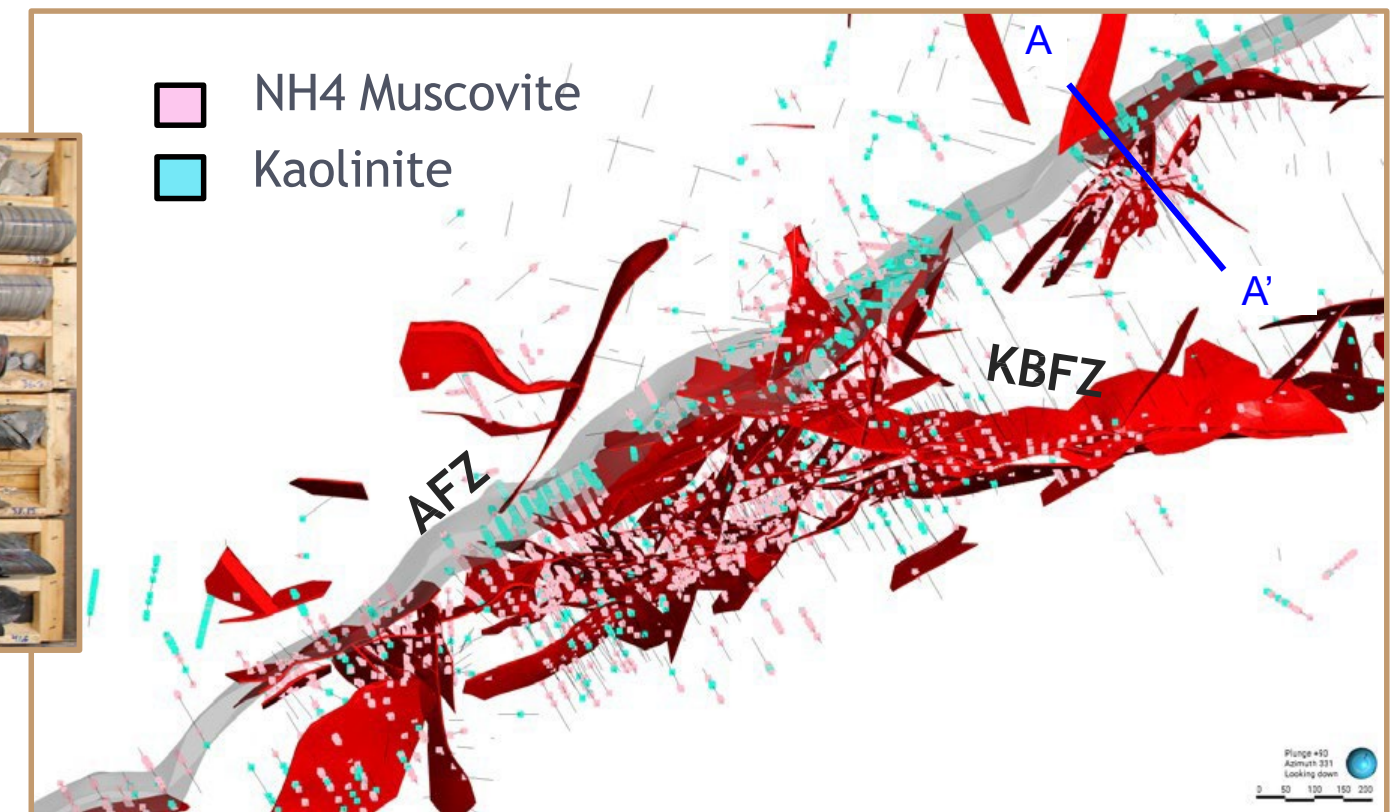 NH4 Muscovite
Kaolinite
A
A'
KBFZ
AFZ
Plunge +90
Azimuth 331
Looking down
0 50 100 150 200